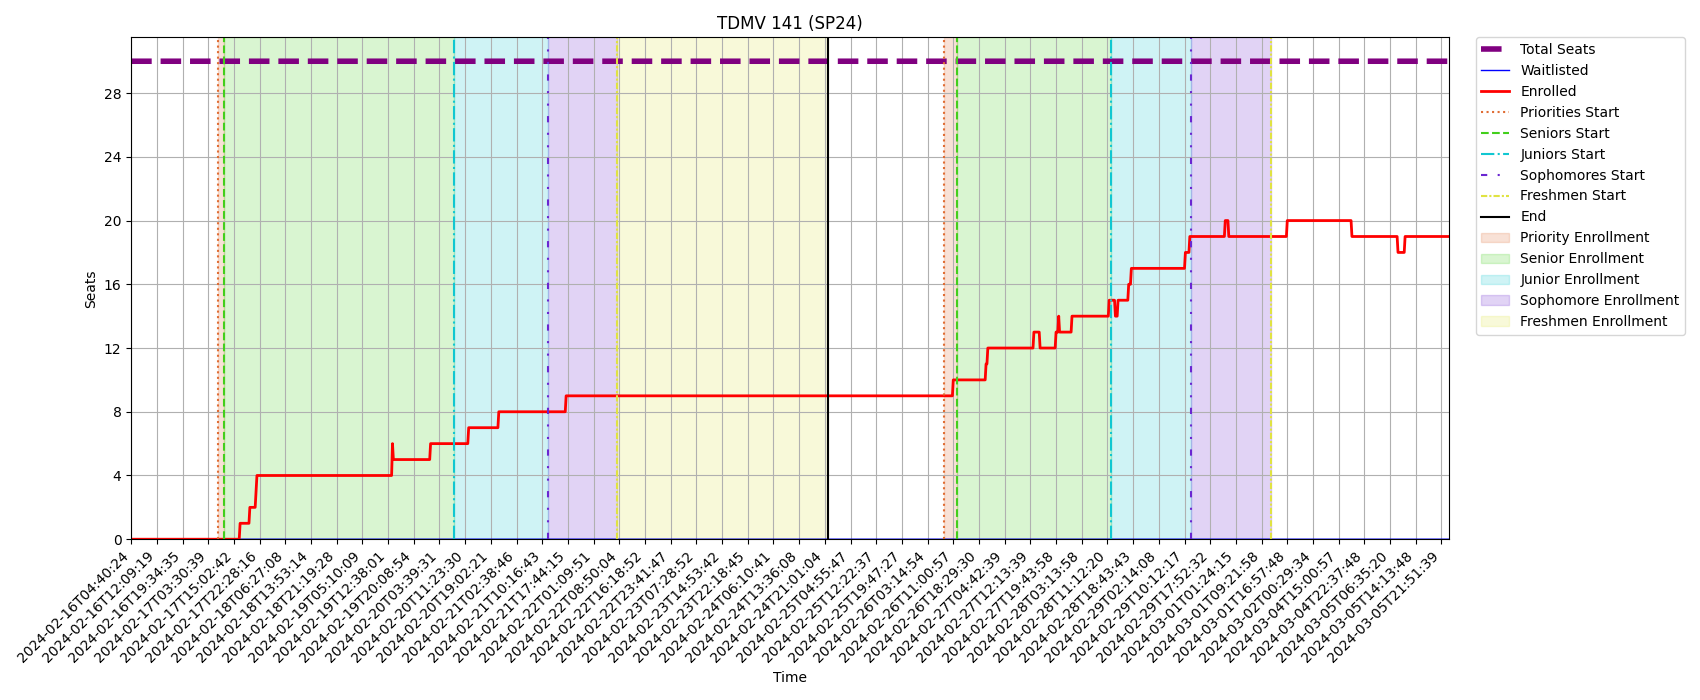 TDMV 141 (SP24)
Total Seats
Waitlisted
Enrolled
Priorities Start
Seniors Start
Juniors Start
Sophomores Start
Freshmen Start
End
Priority Enrollment
Senior Enrollment
Junior Enrollment
Sophomore Enrollment
Freshmen Enrollment
Seats
28
24
20
16
12
8
4
0
2024-02-16T04:40:24
2024-02-16T12:09:19
2024-02-16T19:34:35
2024-02-17T03:30:39
2024-02-17T15:02:42
2024-02-17T22:28:16
2024-02-18T06:27:08
2024-02-18T13:53:14
2024-02-18T21:19:28
2024-02-19T05:10:09
2024-02-19T12:38:01
2024-02-19T20:08:54
2024-02-20T03:39:31
2024-02-20T11:23:30
2024-02-20T19:02:21
2024-02-21T02:38:46
2024-02-21T10:16:43
2024-02-21T17:44:15
2024-02-22T01:09:51
2024-02-22T08:50:04
2024-02-22T16:18:52
2024-02-22T23:41:47
2024-02-23T07:28:52
2024-02-23T14:53:42
2024-02-23T22:18:45
2024-02-24T06:10:41
2024-02-24T13:36:08
2024-02-24T21:01:04
2024-02-25T04:55:47
2024-02-25T12:22:37
2024-02-25T19:47:27
2024-02-26T03:14:54
2024-02-26T11:00:57
2024-02-26T18:29:30
2024-02-27T04:42:39
2024-02-27T12:13:39
2024-02-27T19:43:58
2024-02-28T03:13:58
2024-02-28T11:12:20
2024-02-28T18:43:43
2024-02-29T02:14:08
2024-02-29T10:12:17
2024-02-29T17:52:32
2024-03-01T01:24:15
2024-03-01T09:21:58
2024-03-01T16:57:48
2024-03-02T00:29:34
2024-03-04T15:00:57
2024-03-04T22:37:48
2024-03-05T06:35:20
2024-03-05T14:13:48
2024-03-05T21:51:39
Time